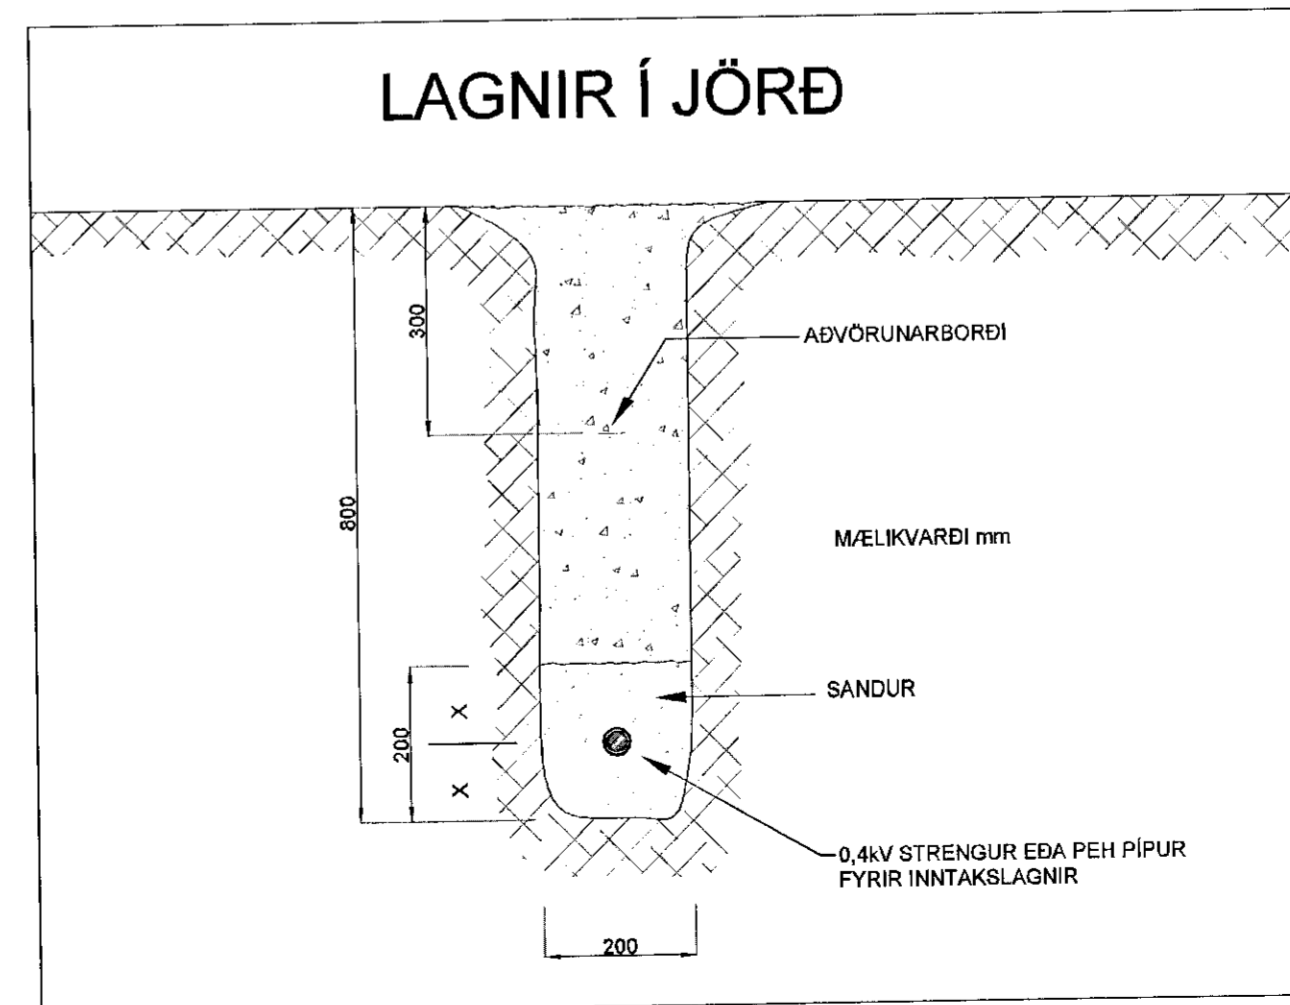 LAGNIR Í JÖRÐ
300
AÐVÖRUNARBORÐI
800
MÆLIKVARÐI mm
SANDUR
X
200
X
0,4kV STRENGUR EÐA PEH PÍPUR
FYRIR INNTAKSLAGNIR
200